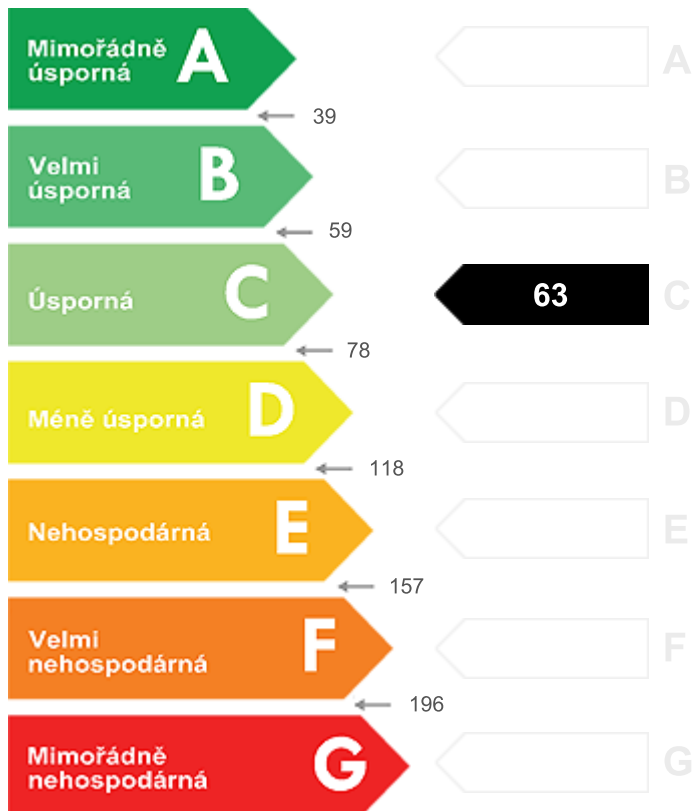 Mimořádně
úsporná
A
A
39
Velmi
úsporná
B
B
59
Úsporná
C
63
C
78
Méně úsporná
D
D
118
Nehospodárná
E
E
157
Velmi
nehospodárná
F
F
196
Mimořádně
nehospodárná
G
G